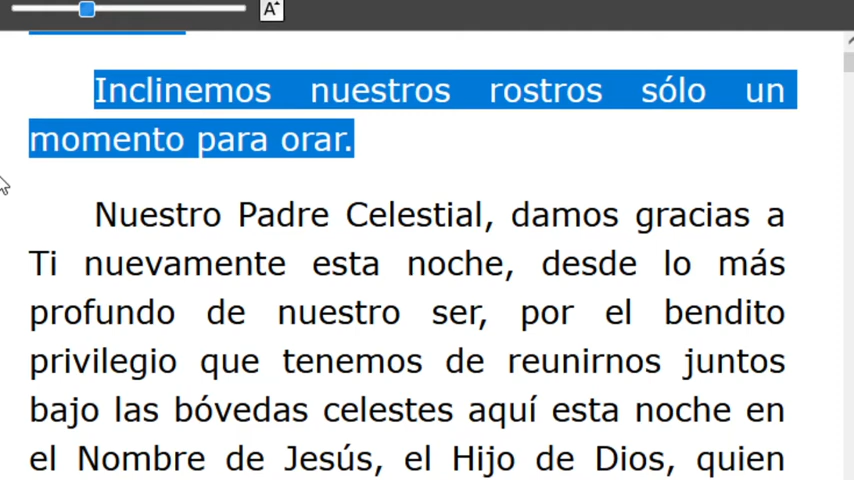 A
Inclinemos nuestros rostros sólo un
momento para orar.
Nuestro Padre Celestial, damos gracias a
Ti nuevamente esta noche, desde lo más
profundo de nuestro ser, por el bendito
privilegio que tenemos de reunirnos juntos
bajo las bóvedas celestes aquí esta noche en
el Nombre de Jesús, el Hijo de Dios, quien